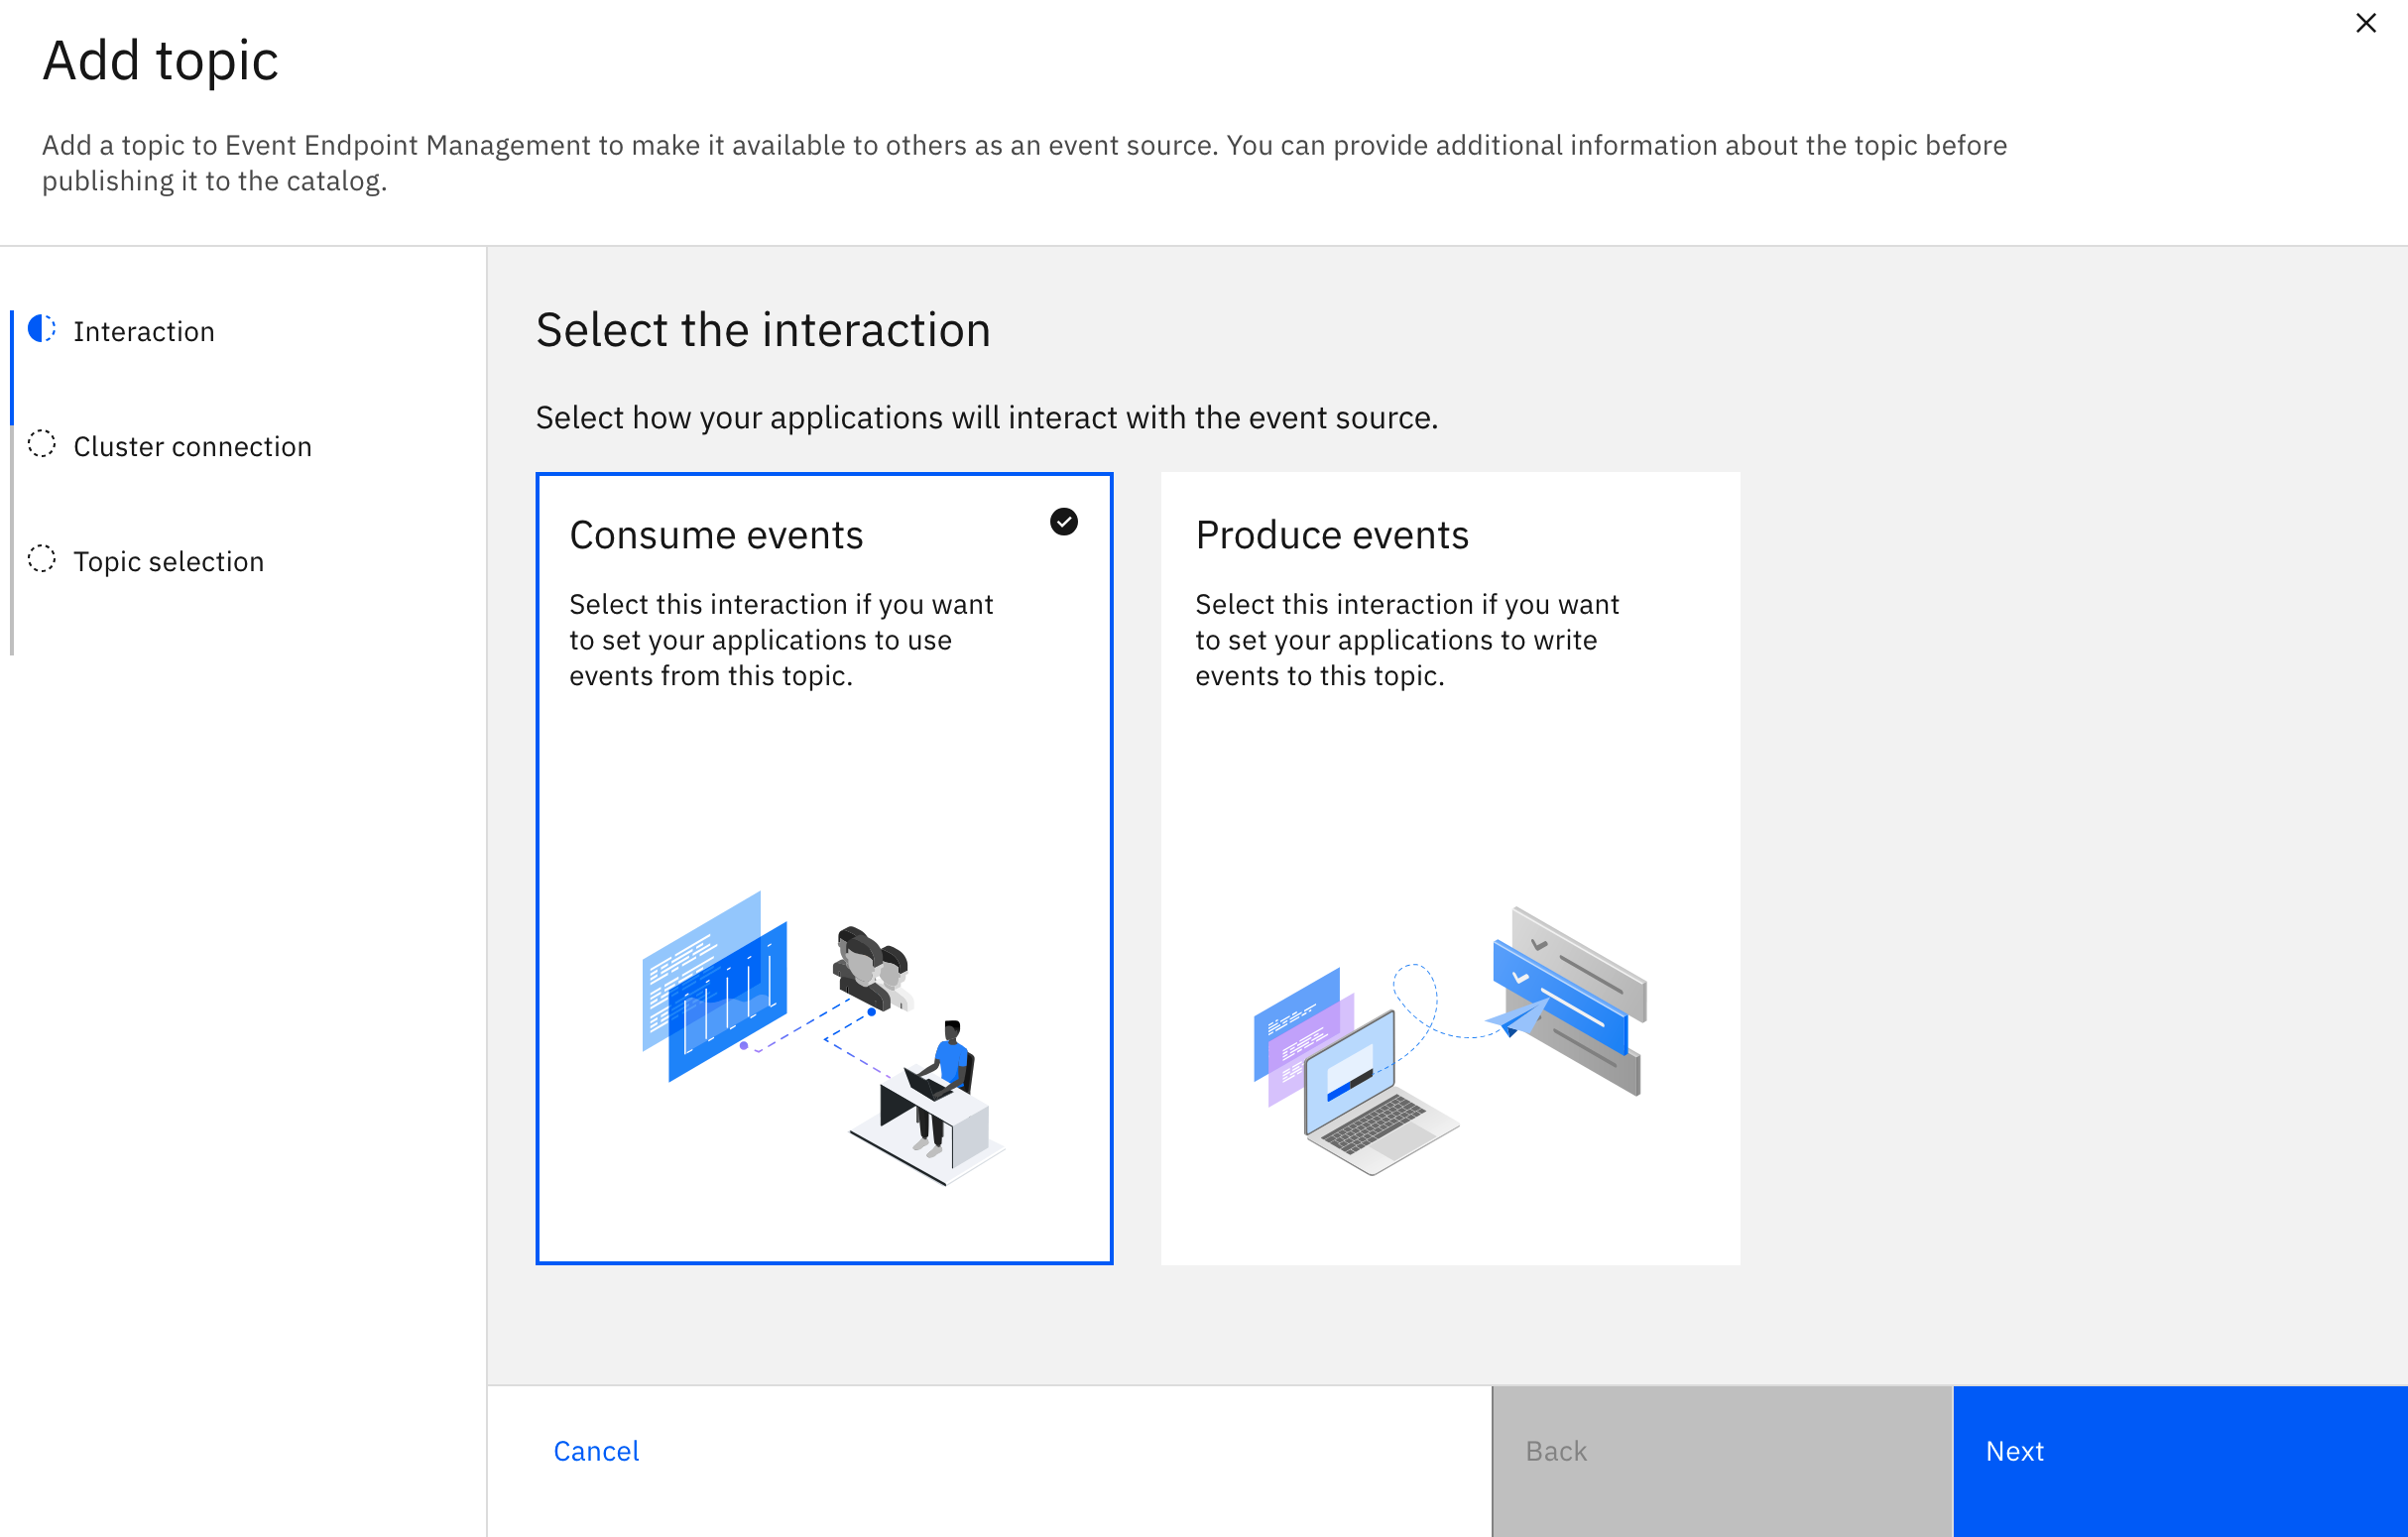 Add topic
Add a topic to Event Endpoint Management to make it available to others as an event source. You can provide additional information about the topic before
publishing it to the catalog.
Interaction
Cluster connection
Topic selection
Select the interaction
Select how your applications will interact with the event source.
Consume events
Select this interaction if you want
to set your applications to use
events from this topic.
Produce events
Select this interaction if you want
to set your applications to write
events to this topic.
Cancel
Back
Next